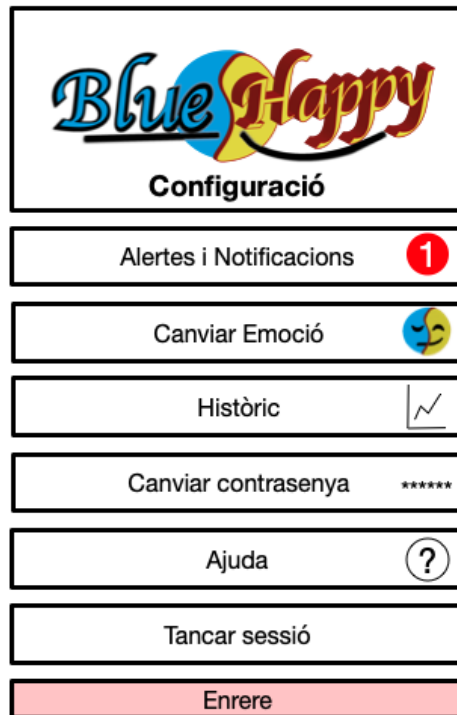 Blue Happy
Configuració
Alertes i Notificacions 1
Canviar Emoció
Històric
Canviar contrasenya ******
Ajuda ?
Tancar sessió
Enrere